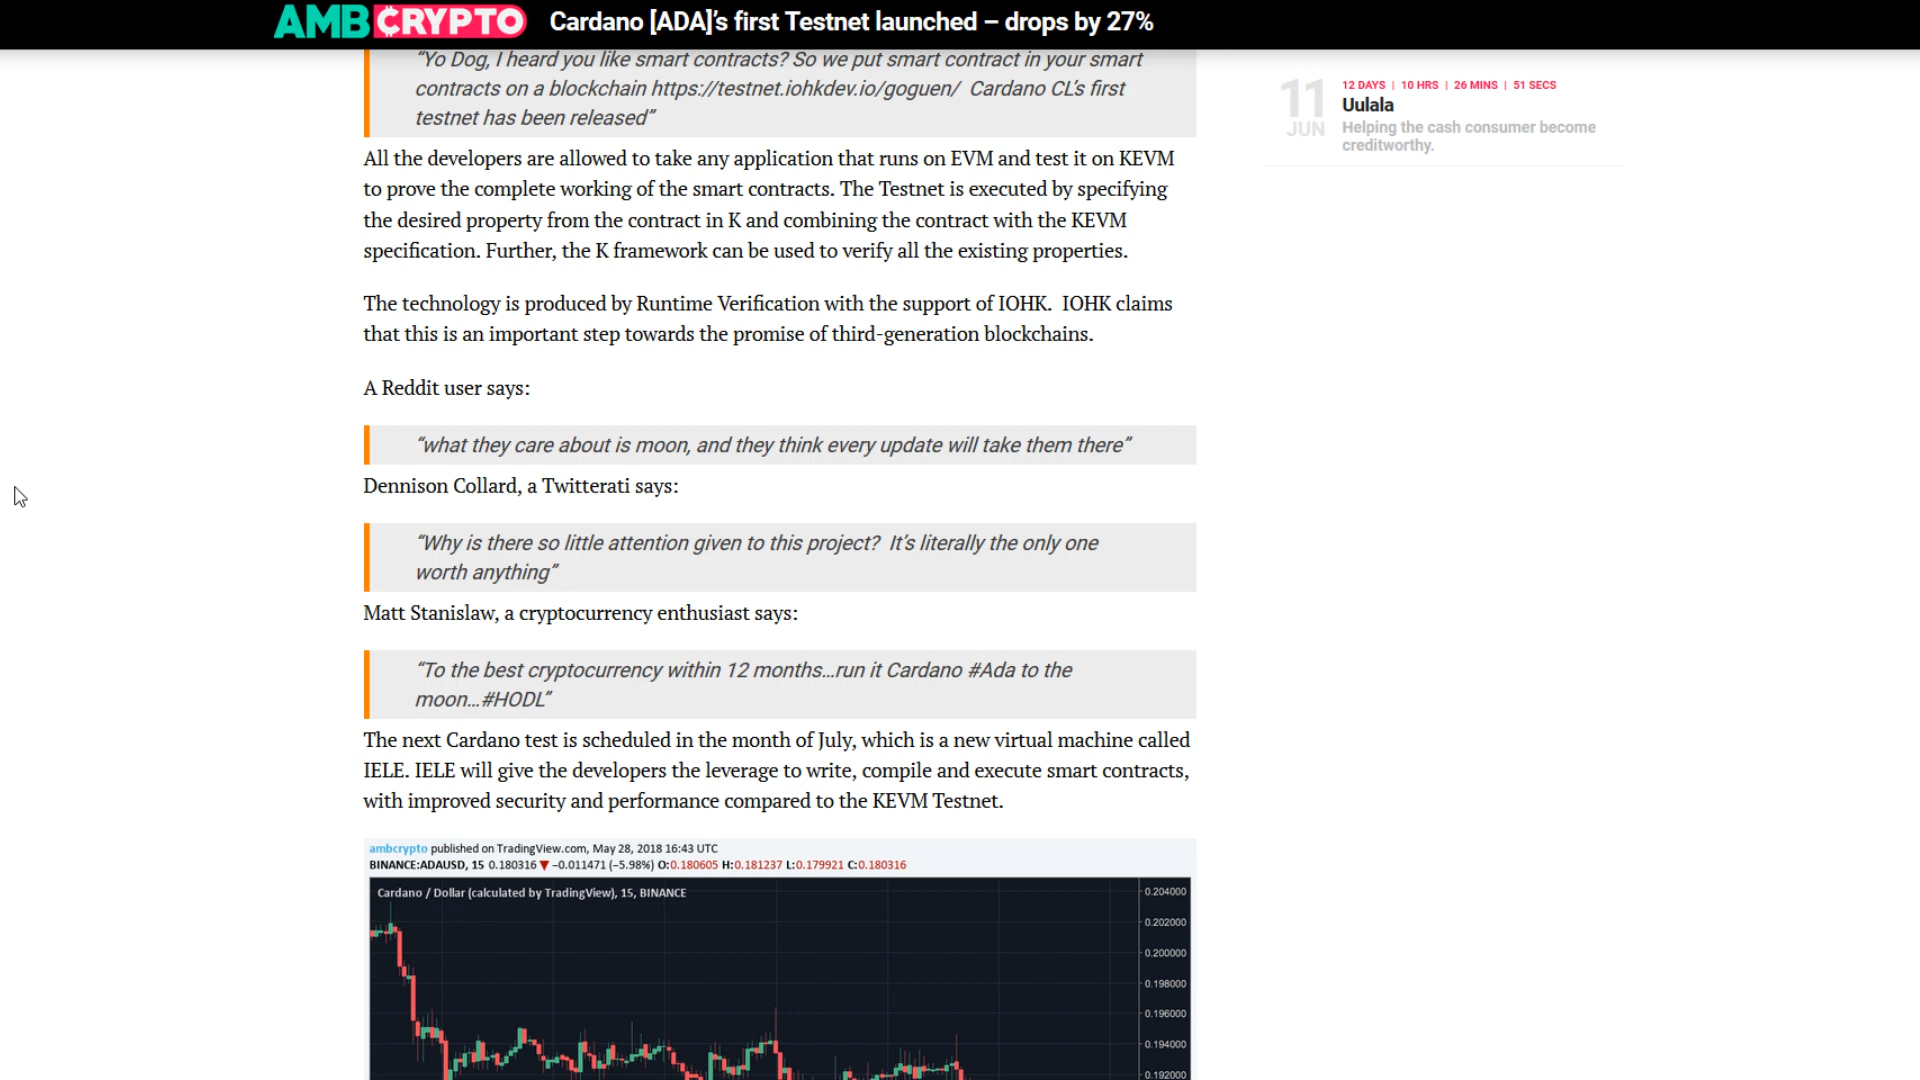 AMBCRYPTO
Cardano [ADA]'s first Testnet launched – drops by 27%
“Yo Dog, I heard you like smart contracts? So we put smart contract in your smart
contracts on a blockchain https://testnet.iohkdev.io/goguen/  Cardano CL’s first
testnet has been released”
All the developers are allowed to take any application that runs on EVM and test it on KEVM
to prove the complete working of the smart contracts. The Testnet is executed by specifying
the desired property from the contract in K and combining the contract with the KEVM
specification. Further, the K framework can be used to verify all the existing properties.
The technology is produced by Runtime Verification with the support of IOHK.  IOHK claims
that this is an important step towards the promise of third-generation blockchains.
A Reddit user says:
“what they care about is moon, and they think every update will take them there”
Dennison Collard, a Twitterati says:
“Why is there so little attention given to this project?  It’s literally the only one
worth anything”
Matt Stanislaw, a cryptocurrency enthusiast says:
“To the best cryptocurrency within 12 months…run it Cardano #Ada to the
moon…#HODL”
The next Cardano test is scheduled in the month of July, which is a new virtual machine called
IELE. IELE will give the developers the leverage to write, compile and execute smart contracts,
with improved security and performance compared to the KEVM Testnet.
ambcrypto published on TradingView.com, May 28, 2018 16:43 UTC
BINANCE:ADAUSD, 15 0.180316 ▼ −0.011471 (−5.98%) O:0.180605 H:0.181237 L:0.179921 C:0.180316
Cardano / Dollar (calculated by TradingView), 15, BINANCE
0.204000
0.202000
0.200000
0.198000
0.196000
0.194000
0.192000
11
JUN
12 DAYS | 10 HRS | 26 MINS | 51 SECS
Uulala
Helping the cash consumer become
creditworthy.